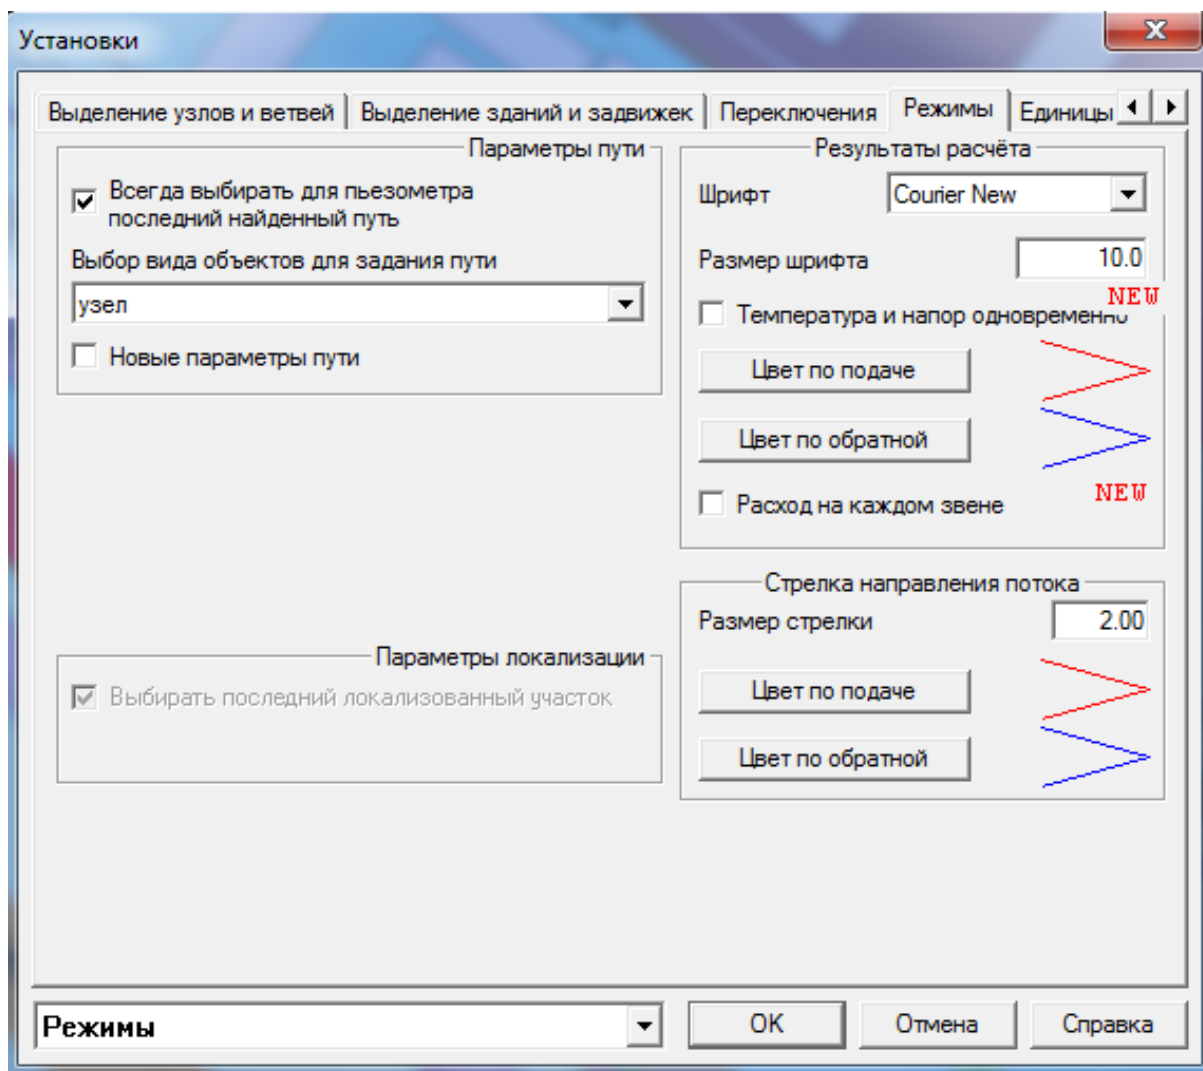 Установки
Выделение узлов и ветвей
Выделение зданий и задвижек
Переключения
Режимы
Единицы
Параметры пути
Всегда выбирать для пьезометра
последний найденный путь
Выбор вида объектов для задания пути
узел
Новые параметры пути
Параметры локализации
Выбирать последний локализованный участок
Результаты расчёта
Шрифт
Courier New
Размер шрифта
10.0
NEW
Температура и напор одновременно
Цвет по подаче
Цвет по обратной
NEW
Расход на каждом звене
Стрелка направления потока
Размер стрелки
2.00
Цвет по подаче
Цвет по обратной
Режимы
OK
Отмена
Справка